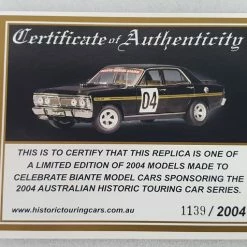 Certificate of Authenticity
04
THIS IS TO CERTIFY THAT THIS REPLICA IS ONE OF
A LIMITED EDITION OF 2004 MODELS MADE TO
CELEBRATE BIANTE MODEL CARS SPONSORING THE
2004 AUSTRALIAN HISTORIC TOURING CAR SERIES.
www.historictouringcars.com.au 1139 / 2004